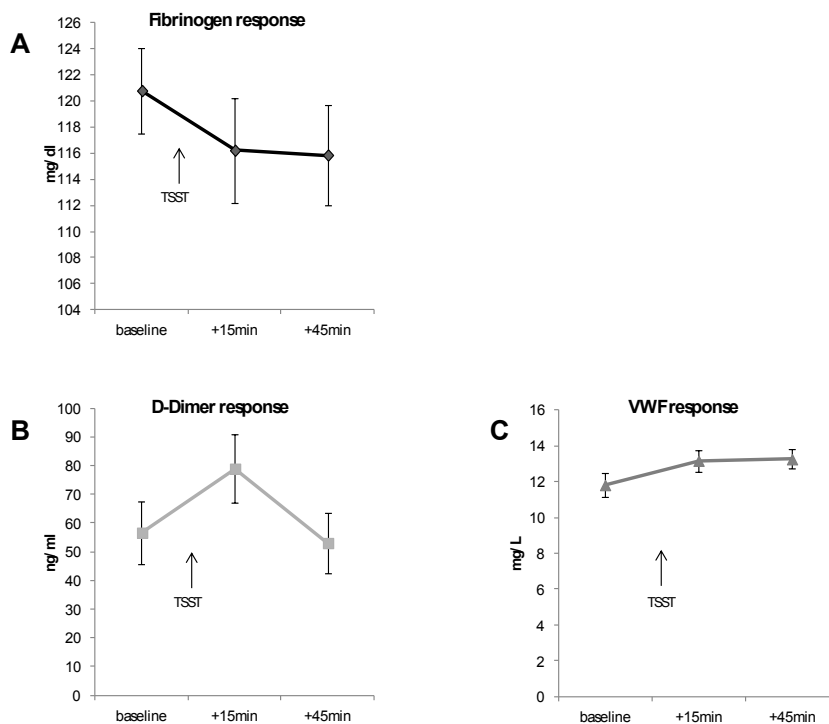 Fibrinogen response
A
126
124
122
120
118
116
114
112
110
108
106
104
mg/dl
TSST
baseline +15min +45min
D-Dimer response
B
100
90
80
70
60
50
40
30
20
10
0
ng/ml
TSST
baseline +15min +45min
VWF response
C
16
14
12
10
8
6
4
2
0
mg/L
TSST
baseline +15min +45min